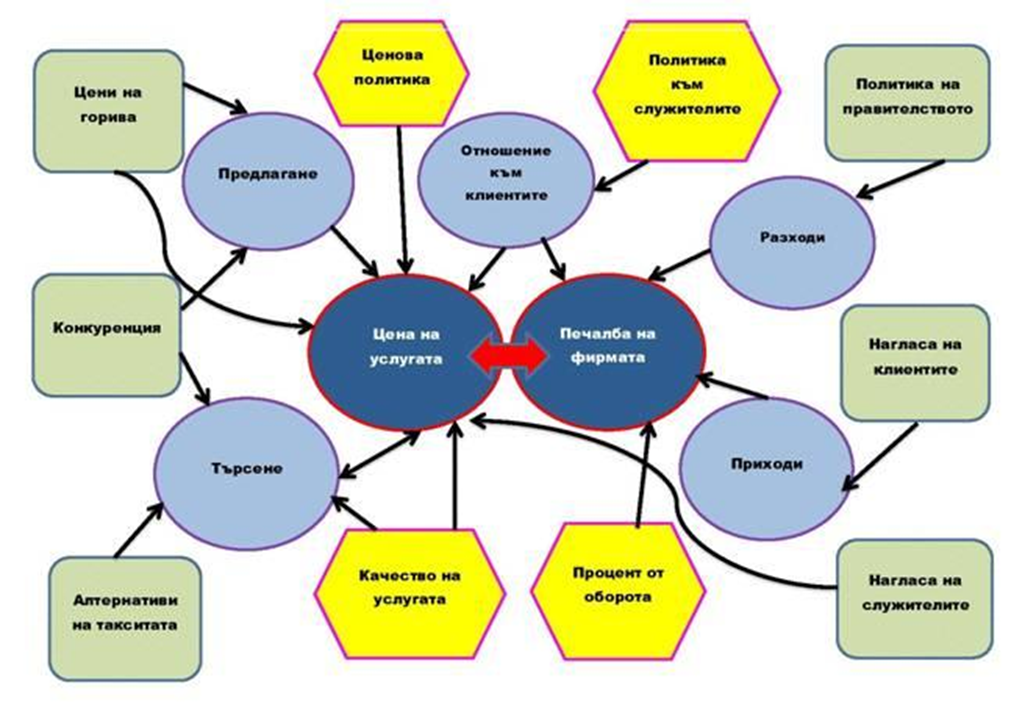 Цени на
горива
Ценова
политика
Политика
към
служителите
Политика на
правителството
Предлагане
Отношение
към
клиентите
Разходи
Конкуренция
Цена на
услугата
Печалба на
фирмата
Нагласа на
клиентите
Търсене
Приходи
Алтернативи
на такситата
Качество на
услугата
Процент от
оборота
Нагласа на
служителите